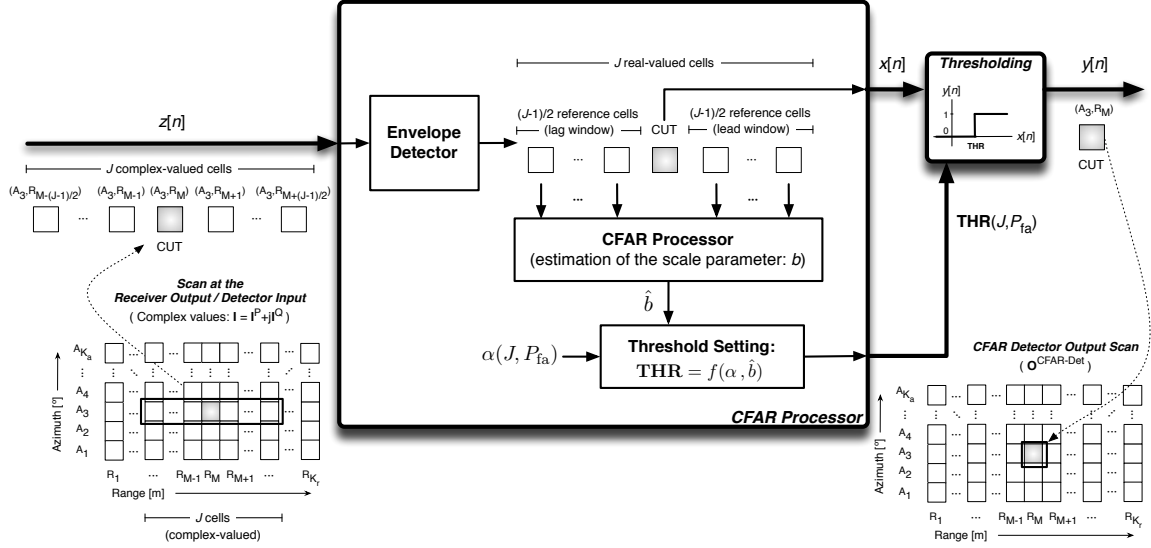 z[n]
J complex-valued cells
(A3,RM-(J-1)/2) (A3,RM-1) (A3,RM) (A3,RM+1) (A3,RM+(J-1)/2)
... ...
CUT
Scan at the
Receiver Output / Detector Input
( Complex values: I = I^P+jI^Q )
Azimuth [º]
AKa
A4
A3
A2
A1
R1 ... RM-1 RM RM+1 ... RKr
Range [m]
J cells
(complex-valued)
Envelope
Detector
J real-valued cells
(J-1)/2 reference cells
(lag window)
CUT
(J-1)/2 reference cells
(lead window)
... ...
... ...
CFAR Processor
(estimation of the scale parameter: b)
b̂
α(J, Pfa)
Threshold Setting:
THR = f(α, b̂)
CFAR Processor
x[n]
Thresholding
y[n]
1
0
x[n]
THR
THR(J,Pfa)
y[n]
(A3,RM)
CUT
CFAR Detector Output Scan
( O^CFAR-Det )
Azimuth [º]
AKa
A4
A3
A2
A1
R1 ... RM-1 RM RM+1 ... RKr
Range [m]